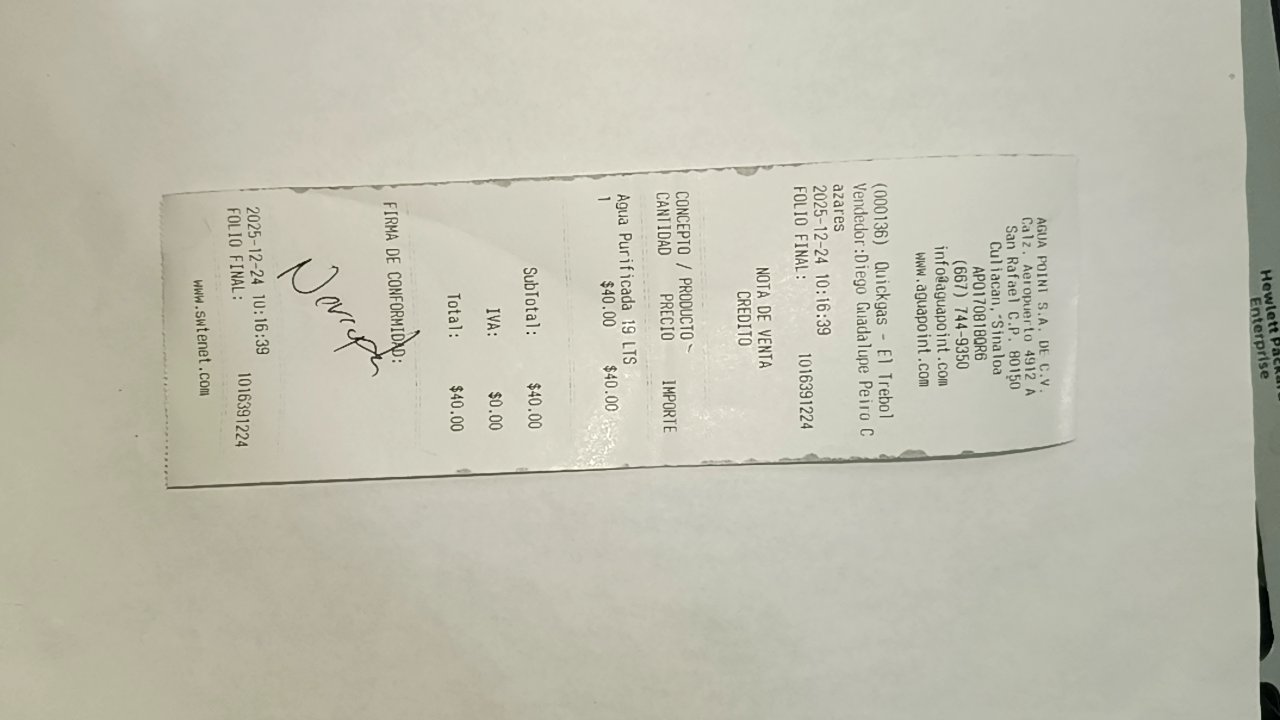 AGUA POINT S.A. DE C.V.
Calz. Aeropuerto 4912 A
San Rafael C.P. 80150
Culiacan, Sinaloa
APO170818QR6
(667) 744-9350
info@aguapoint.com
www.aguapoint.com
(000136) Quickgas - El Trebol
Vendedor:Diego Guadalupe Peiro C
azares
2025-12-24 10:16:39
FOLIO FINAL: 1016391224
NOTA DE VENTA
CREDITO
CONCEPTO / PRODUCTO
CANTIDAD PRECIO IMPORTE
Agua Purificada 19 LTS
1 $40.00 $40.00
SubTotal: $40.00
IVA: $0.00
Total: $40.00
FIRMA DE CONFORMIDAD:
2025-12-24 10:16:39
FOLIO FINAL: 1016391224
www.swtenet.com
Hewlett Packard
Enterprise